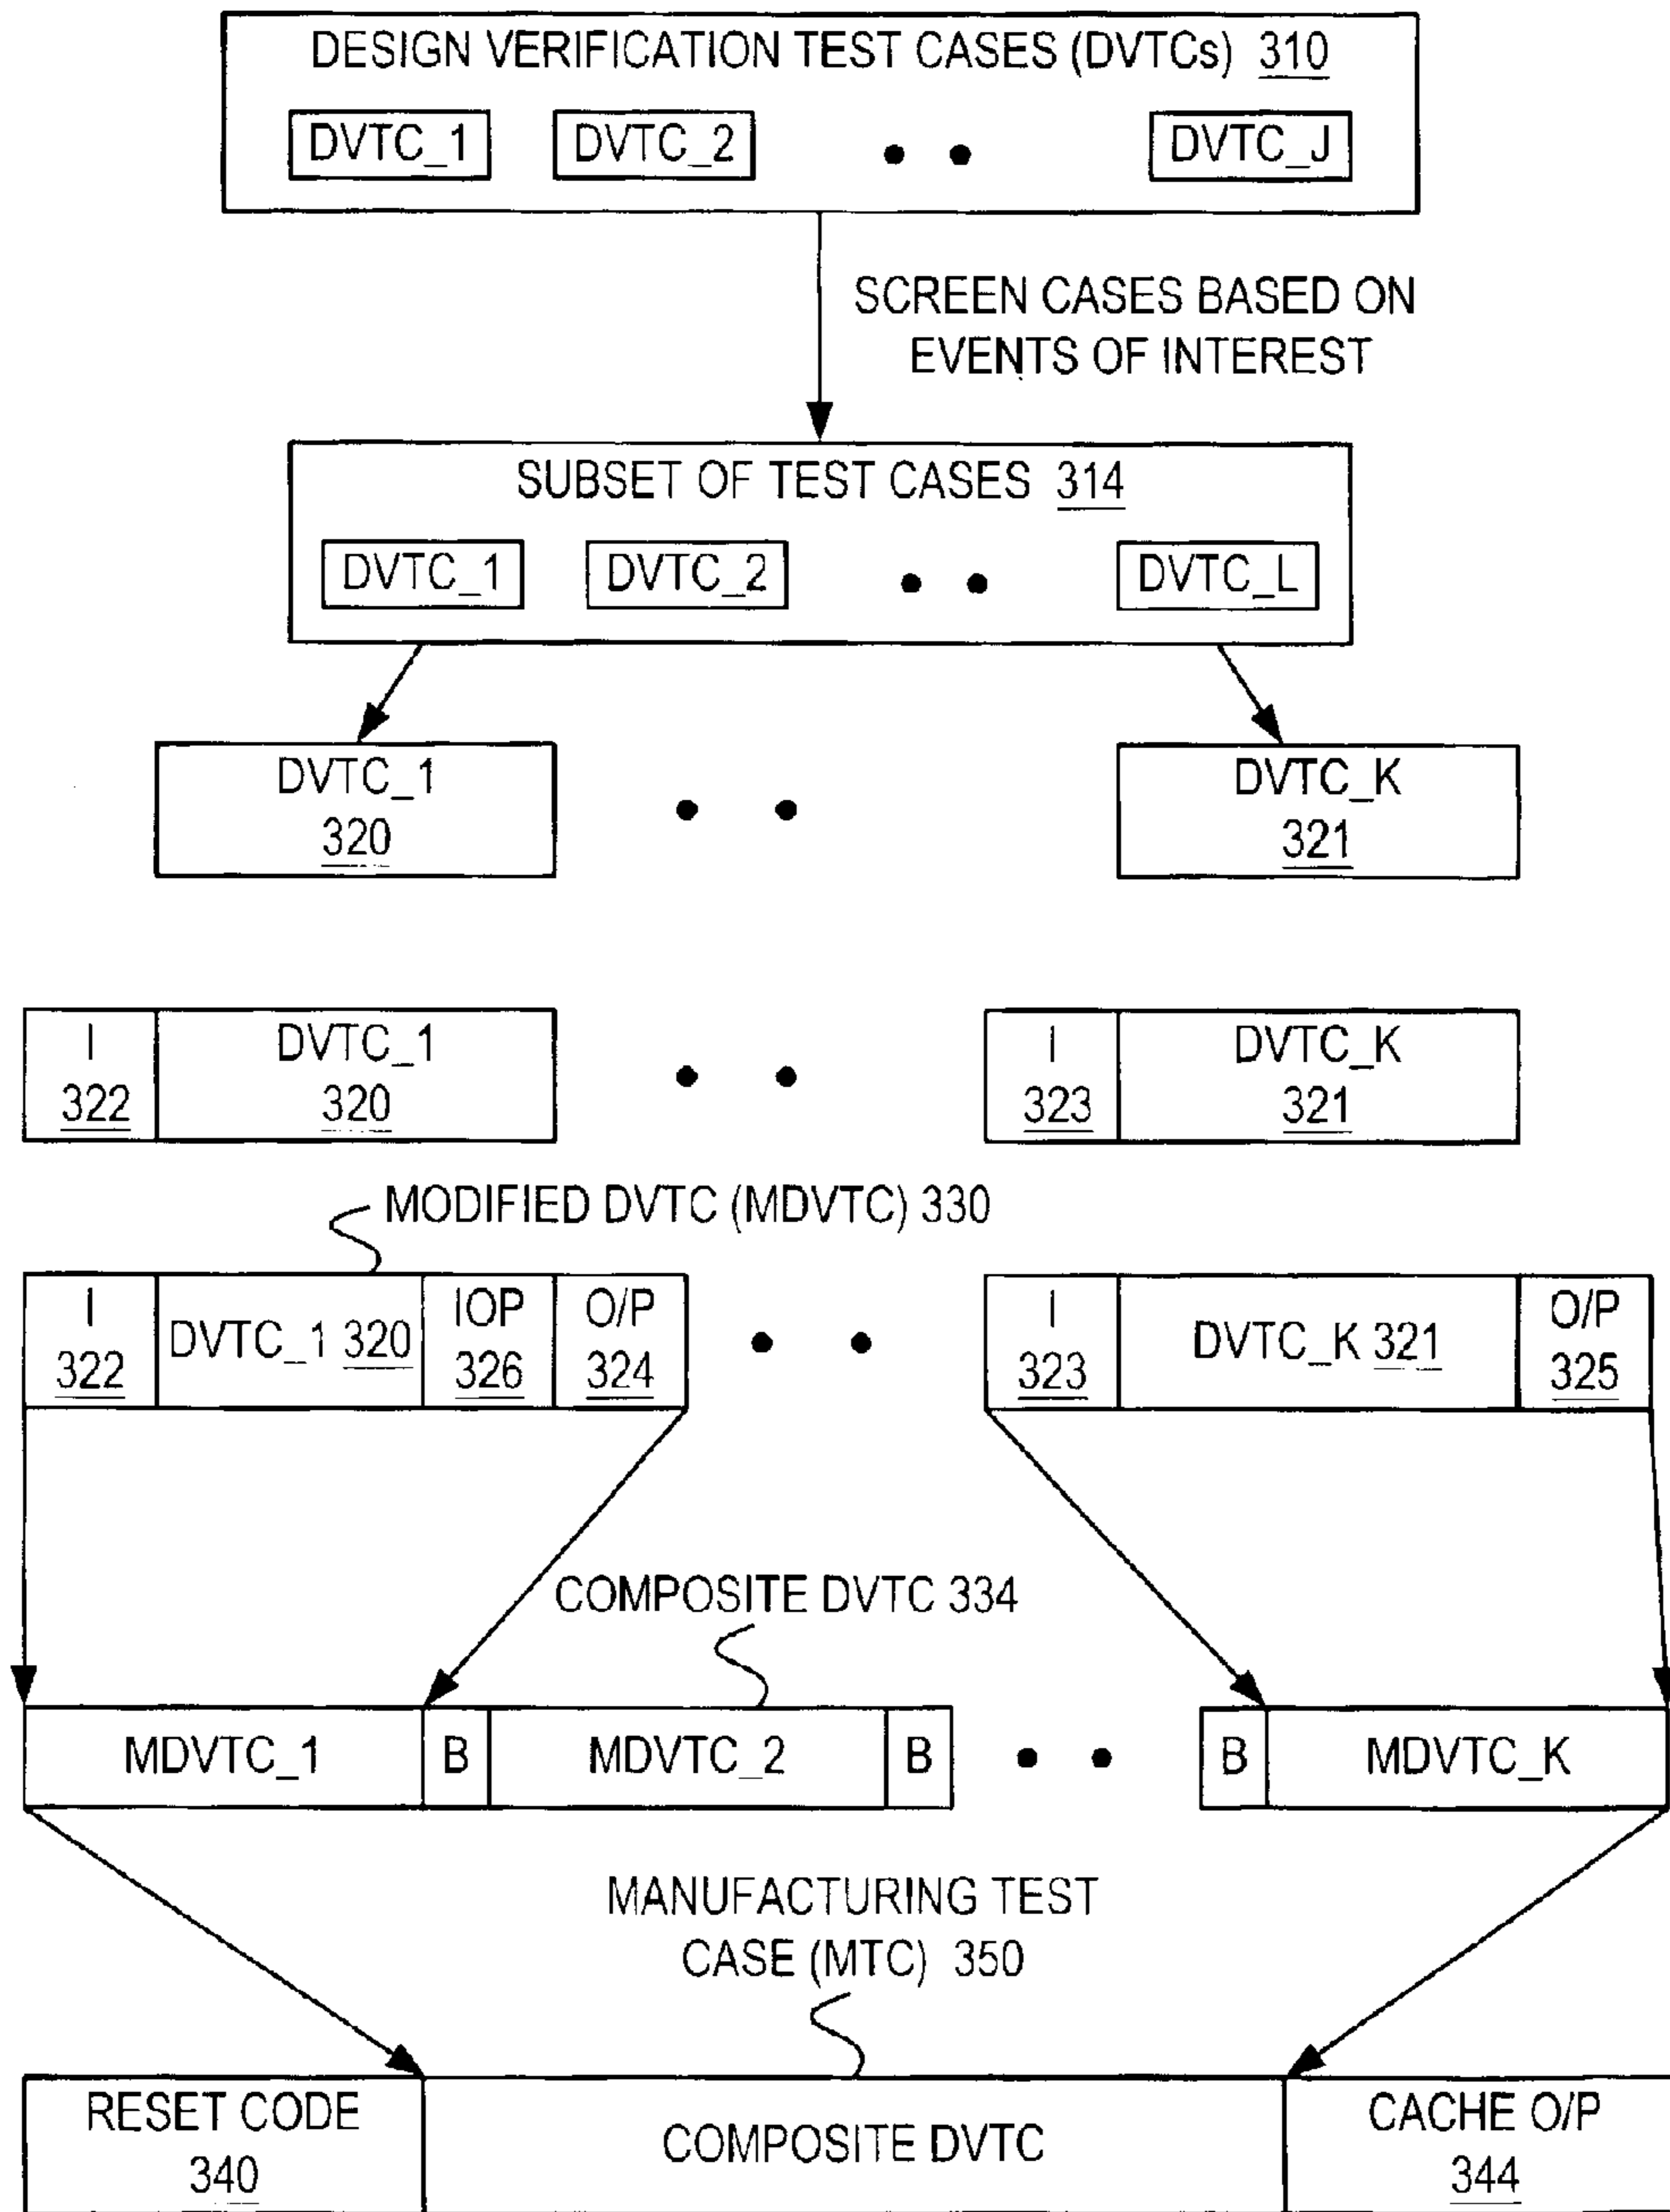 DESIGN VERIFICATION TEST CASES (DVTCs) 310
DVTC_1 DVTC_2 • • DVTC_J
SCREEN CASES BASED ON
EVENTS OF INTEREST
SUBSET OF TEST CASES 314
DVTC_1 DVTC_2 • • DVTC_L
DVTC_1
320
• •
DVTC_K
321
I
322
DVTC_1
320
• •
I
323
DVTC_K
321
MODIFIED DVTC (MDVTC) 330
I
322
DVTC_1 320
IOP
326
O/P
324
• •
I
323
DVTC_K 321
O/P
325
COMPOSITE DVTC 334
MDVTC_1 B MDVTC_2 B • • B MDVTC_K
MANUFACTURING TEST
CASE (MTC) 350
RESET CODE
340
COMPOSITE DVTC
CACHE O/P
344